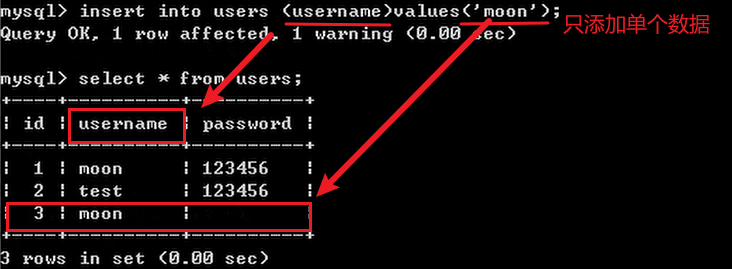 mysql> insert into users (username)values('moon');
只添加单个数据
Query OK, 1 row affected, 1 warning (0.00 sec)
mysql> select * from users;
+----+----------+----------+
| id | username | password |
+----+----------+----------+
| 1 | moon | 123456 |
| 2 | test | 123456 |
| 3 | moon | |
+----+----------+----------+
3 rows in set (0.00 sec)